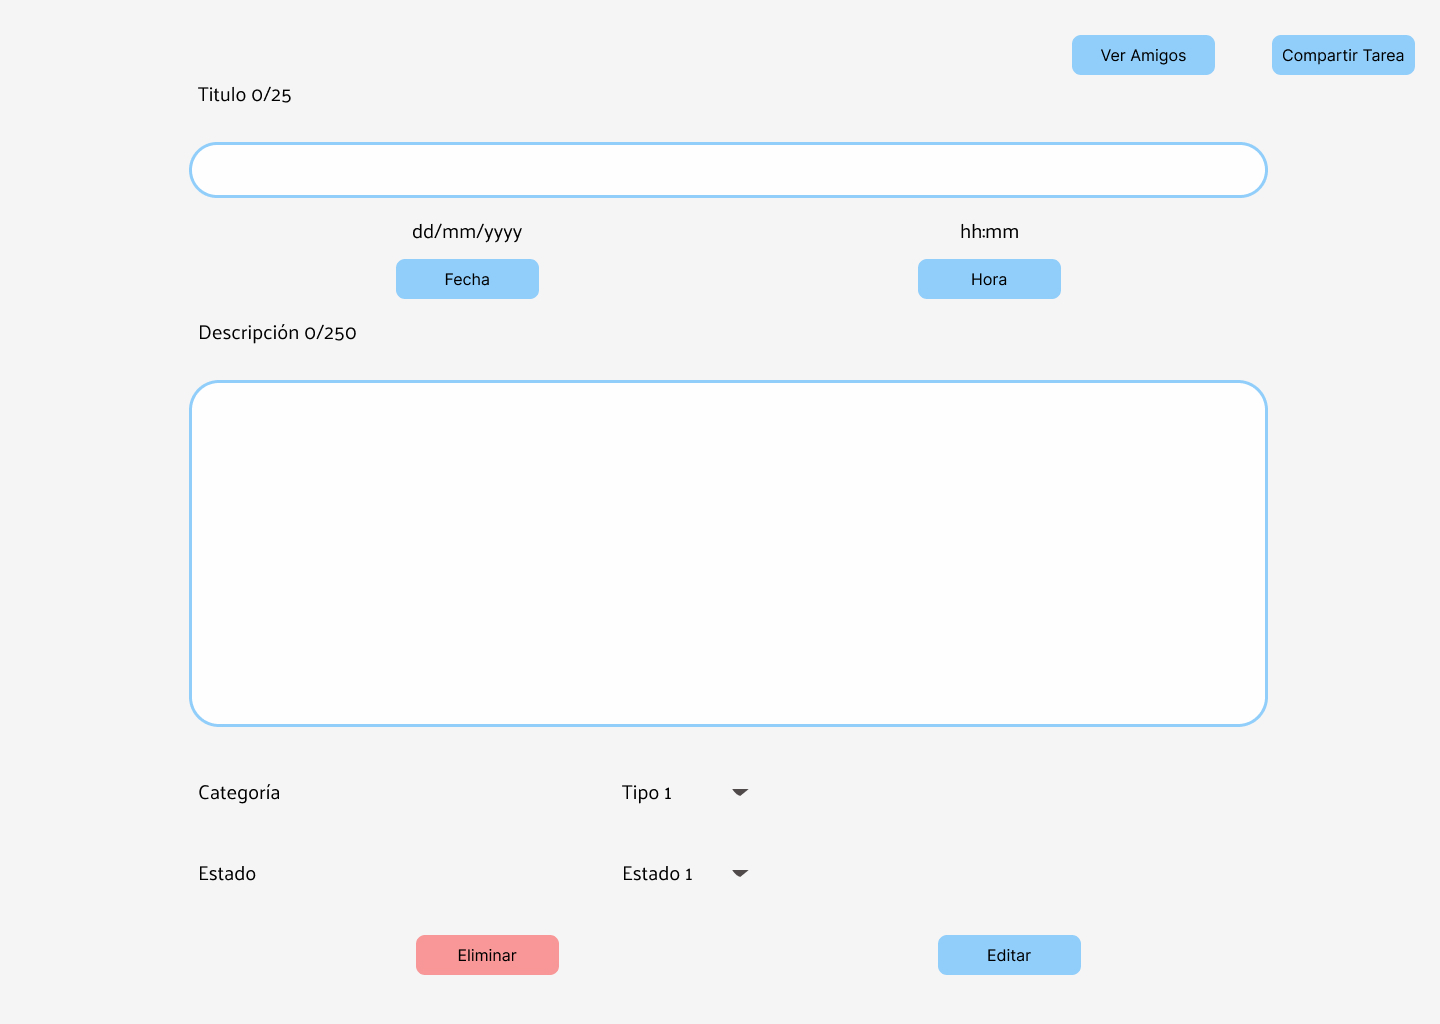 Ver Amigos
Compartir Tarea
Titulo 0/25
dd/mm/yyyy
hh:mm
Fecha
Hora
Descripción 0/250
Categoría
Tipo 1
Estado
Estado 1
Eliminar
Editar